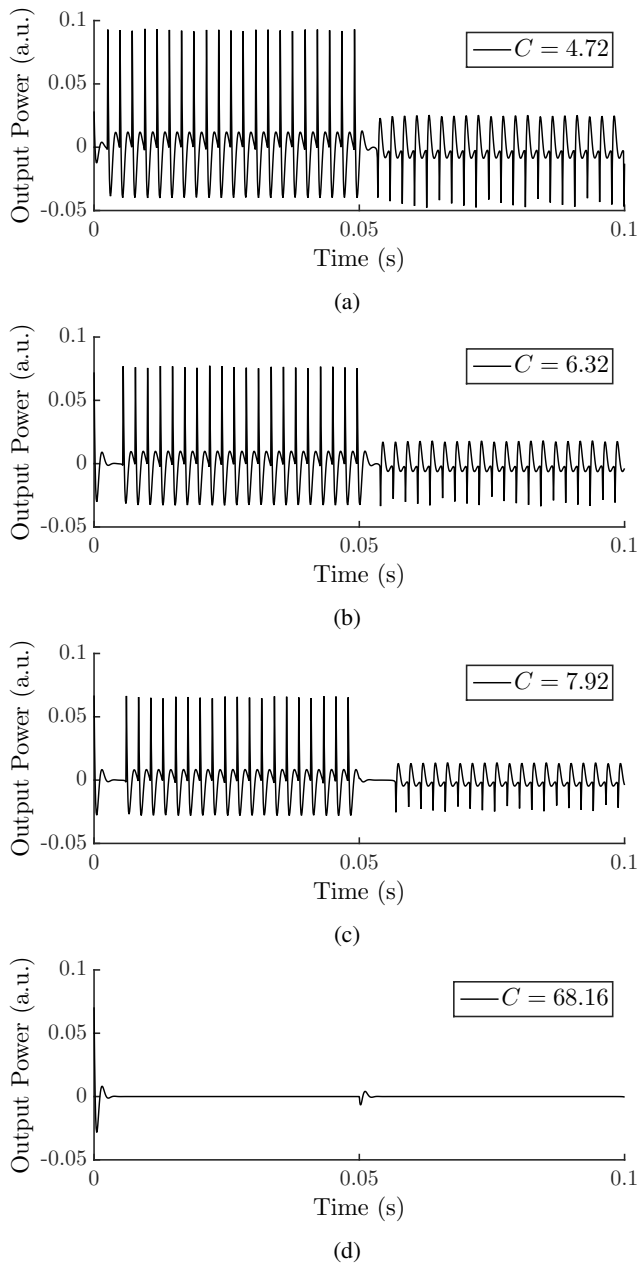 Output Power (a.u.)
0.1
0.05
0
-0.05
C = 4.72
0
0.05
0.1
Time (s)
(a)
Output Power (a.u.)
0.1
0.05
0
-0.05
C = 6.32
0
0.05
0.1
Time (s)
(b)
Output Power (a.u.)
0.1
0.05
0
-0.05
C = 7.92
0
0.05
0.1
Time (s)
(c)
Output Power (a.u.)
0.1
0.05
0
-0.05
C = 68.16
0
0.05
0.1
Time (s)
(d)